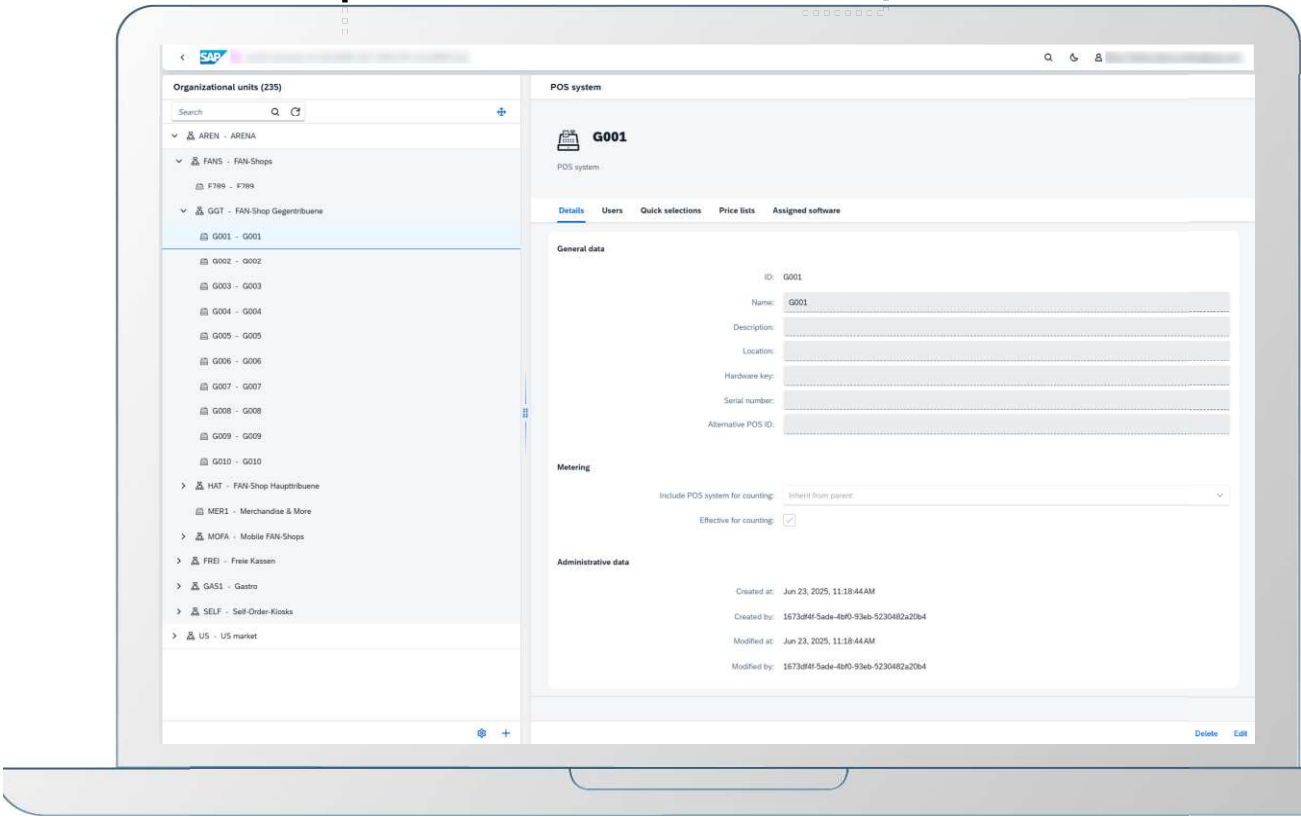 SAP
Organizational units (235)
Search
AREN - ARENA
FANS - FAN-Shops
F789 - F789
GGT - FAN-Shop Gegentribuene
G001 - G001
G002 - G002
G003 - G003
G004 - G004
G005 - G005
G006 - G006
G007 - G007
G008 - G008
G009 - G009
G010 - G010
HAT - FAN-Shop Haupttribuene
MER1 - Merchandise & More
MOFA - Mobile FAN-Shops
FREI - Freie Kassen
GAS1 - Gastro
SELF - Self-Order-Kiosks
US - US market
POS system
G001
POS system
Details Users Quick selections Price lists Assigned software
General data
ID: G001
Name: G001
Description:
Location:
Hardware key:
Serial number:
Alternative POS ID:
Metering
Include POS system for counting: Inherit from parent
Effective for counting:
Administrative data
Created at: Jun 23, 2025, 11:18:44 AM
Created by: 1673df4f-5ade-4bf0-93eb-5230482a20b4
Modified at: Jun 23, 2025, 11:18:44 AM
Modified by: 1673df4f-5ade-4bf0-93eb-5230482a20b4
Delete Edit